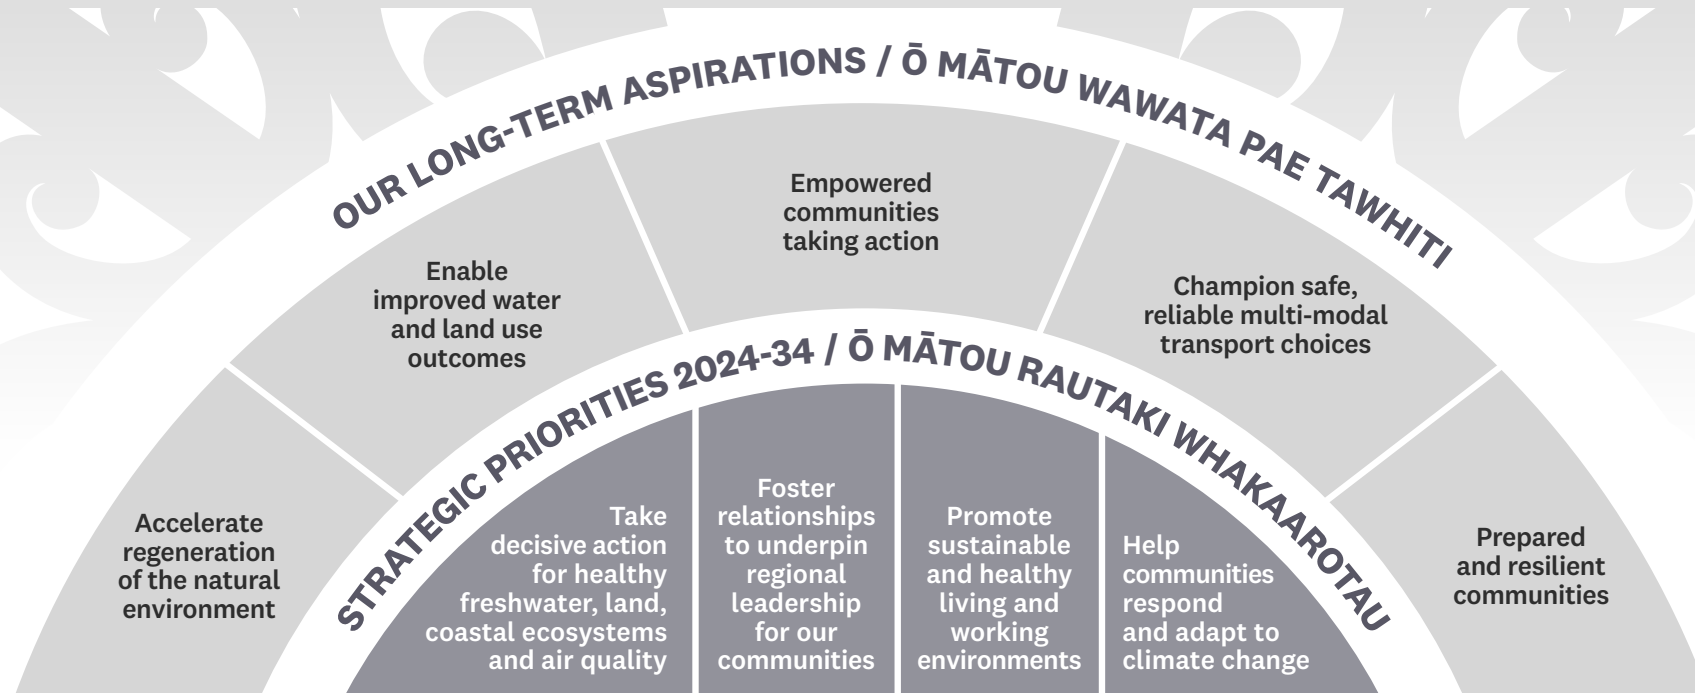 OUR LONG-TERM ASPIRATIONS / Ō MĀTOU WAWATA PAE TAWHITI
Accelerate
regeneration
of the natural
environment
Enable
improved water
and land use
outcomes
Empowered
communities
taking action
Champion safe,
reliable multi-modal
transport choices
Prepared
and resilient
communities
STRATEGIC PRIORITIES 2024-34 / Ō MĀTOU RAUTAKI WHAKAAROTAU
Take
decisive action
for healthy
freshwater, land,
coastal ecosystems
and air quality
Foster
relationships
to underpin
regional
leadership
for our
communities
Promote
sustainable
and healthy
living and
working
environments
Help
communities
respond
and adapt to
climate change